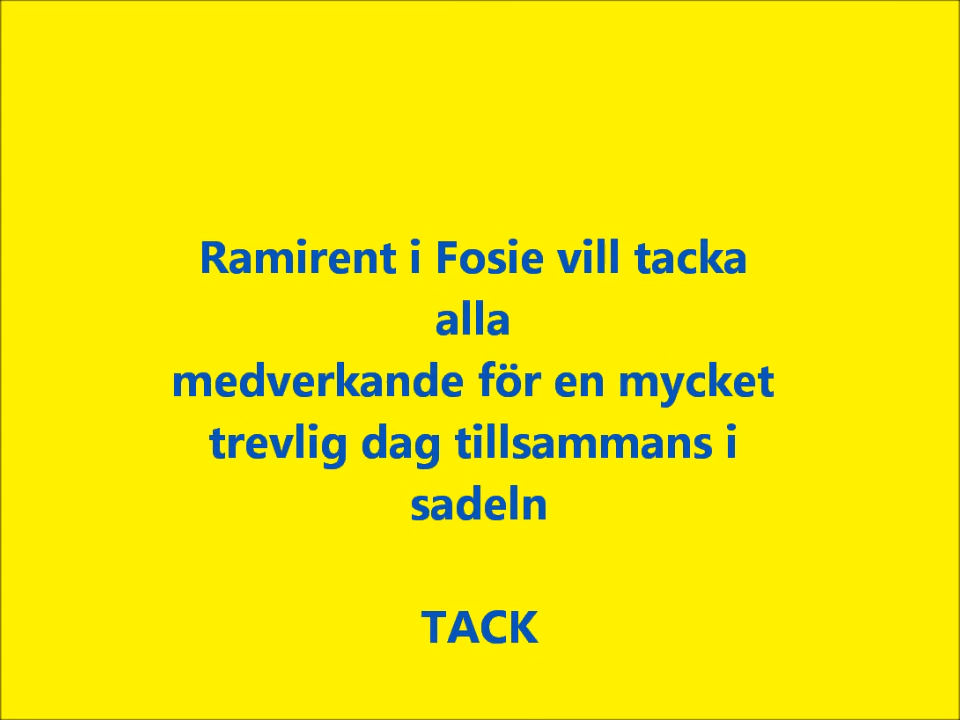 Ramirent i Fosie vill tacka
alla
medverkande för en mycket
trevlig dag tillsammans i
sadeln
TACK